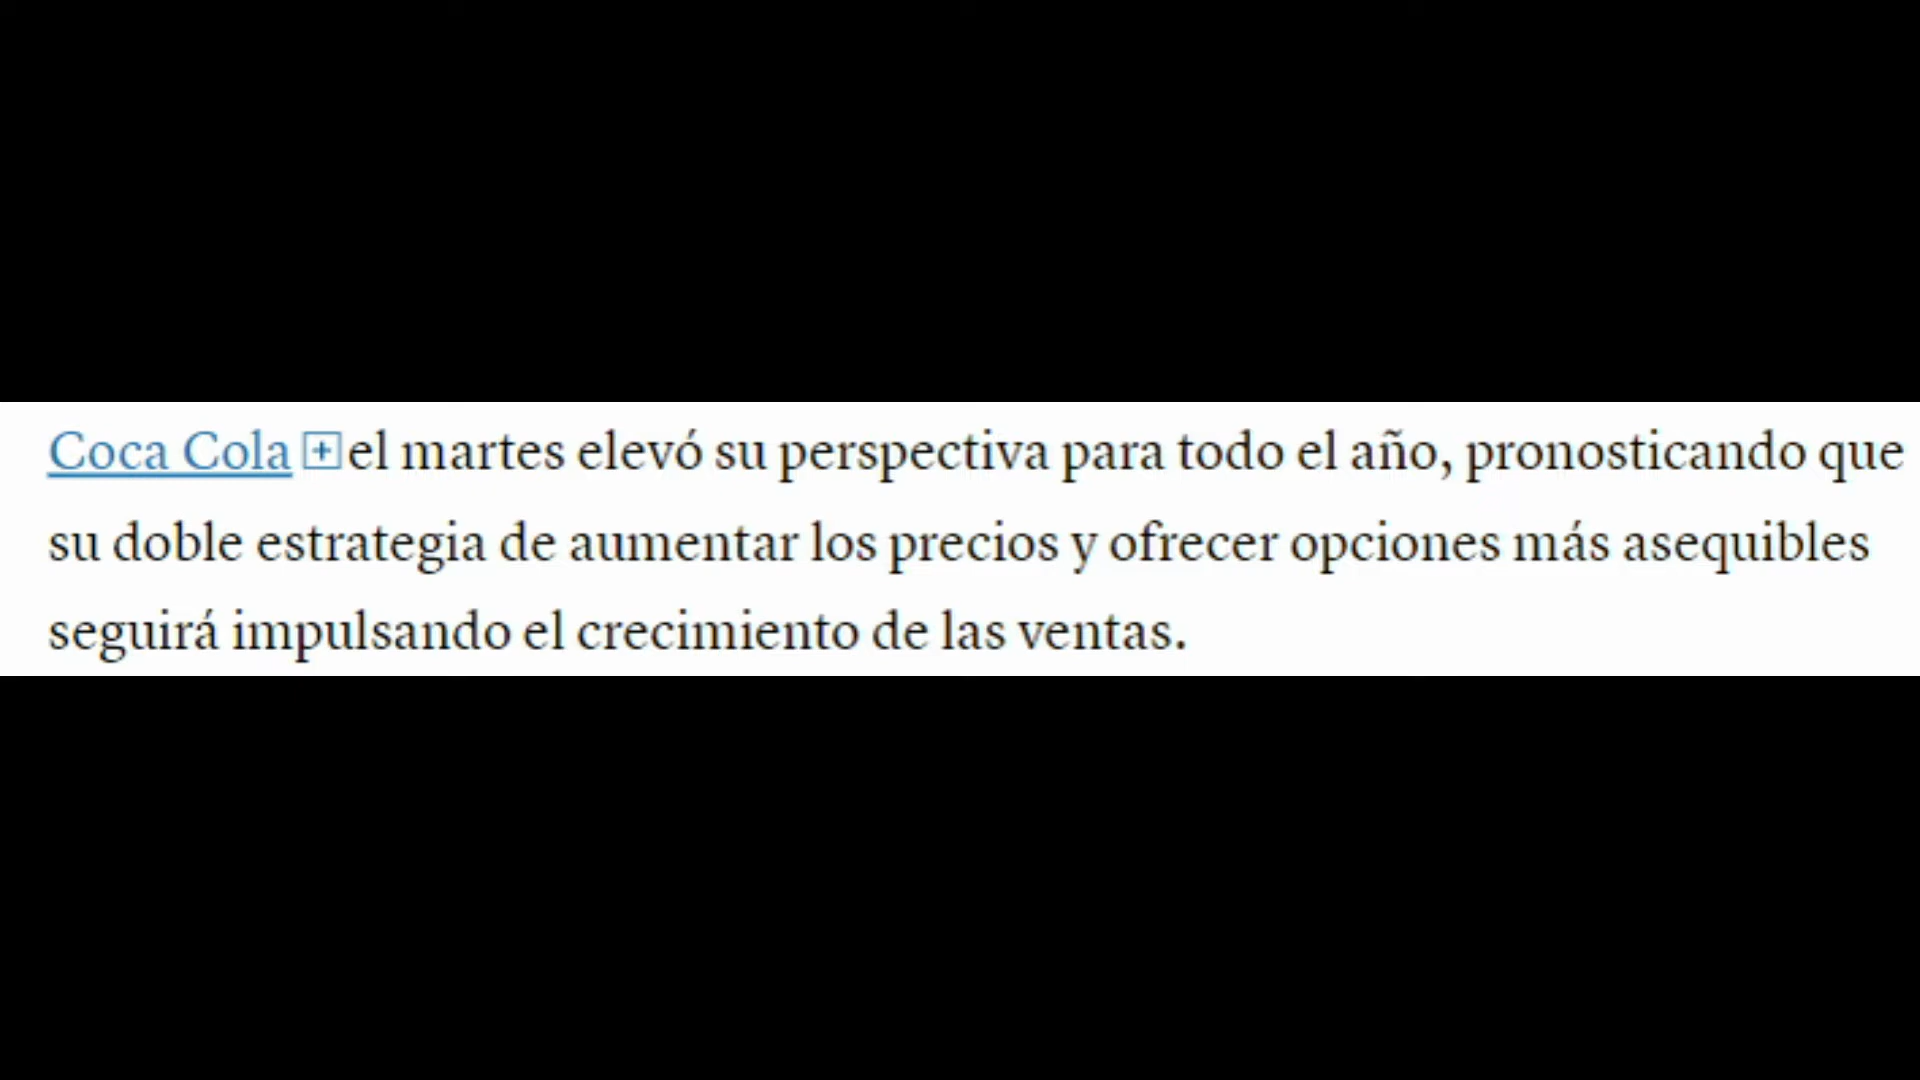 Coca Cola el martes elevó su perspectiva para todo el año, pronosticando que
su doble estrategia de aumentar los precios y ofrecer opciones más asequibles
seguirá impulsando el crecimiento de las ventas.